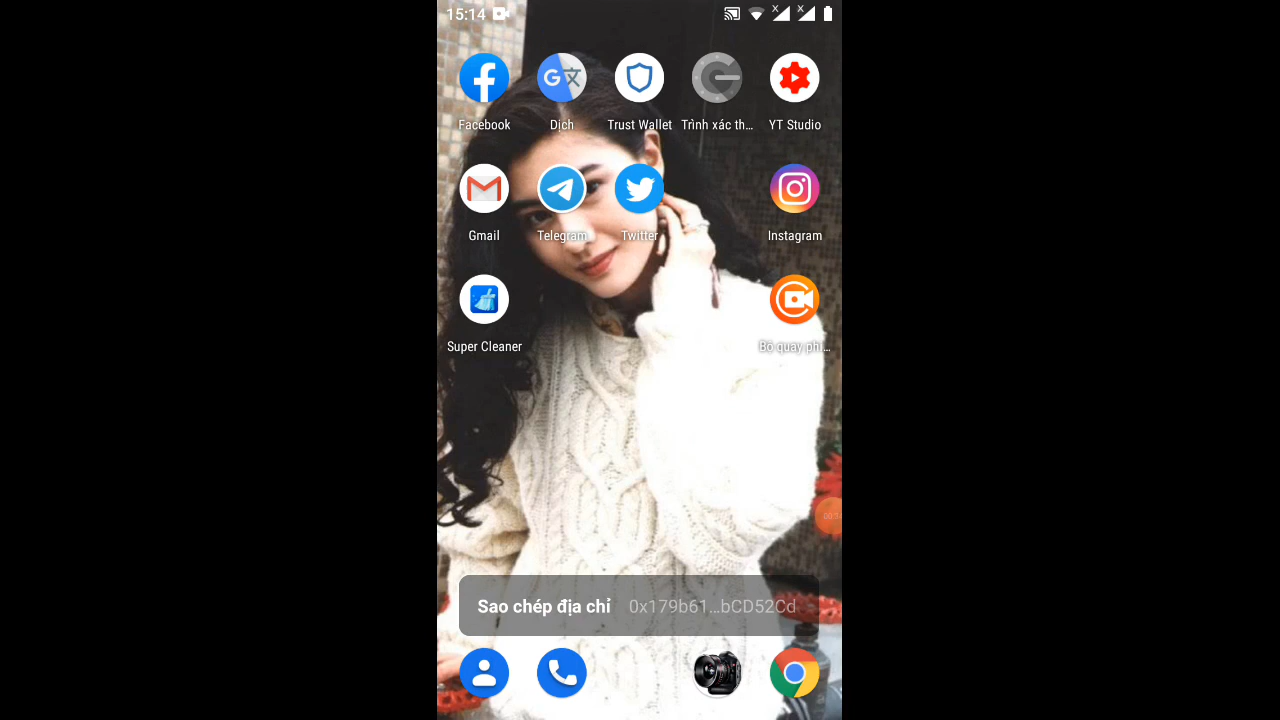 15:14
Facebook
Dịch
Trust Wallet
Trình xác th…
YT Studio
Gmail
Telegram
Twitter
Instagram
Super Cleaner
Bộ quay phi…
Sao chép địa chỉ 0x179b61…bCD52Cd